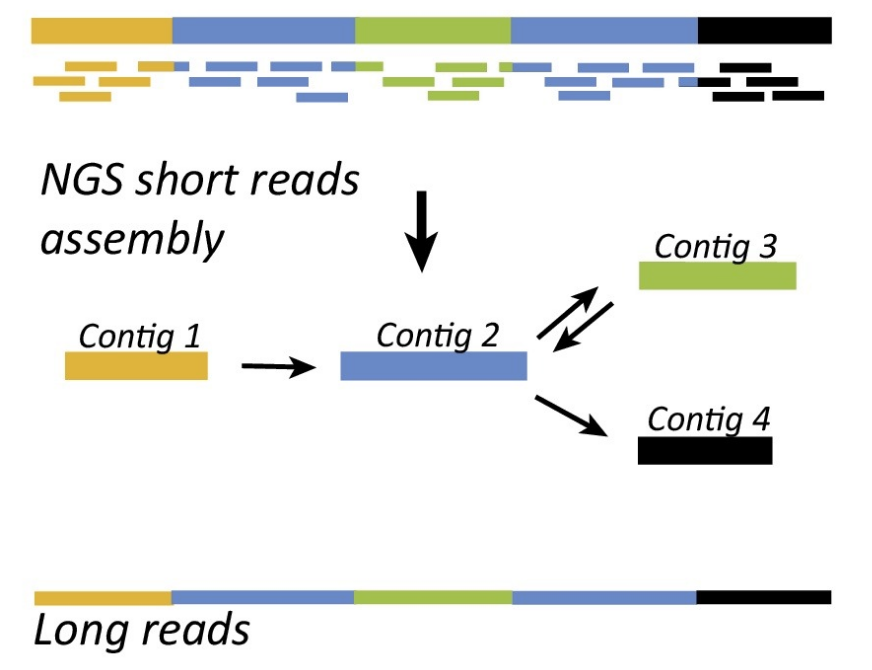 NGS short reads
assembly
Contig 3
Contig 1
Contig 2
Contig 4
Long reads